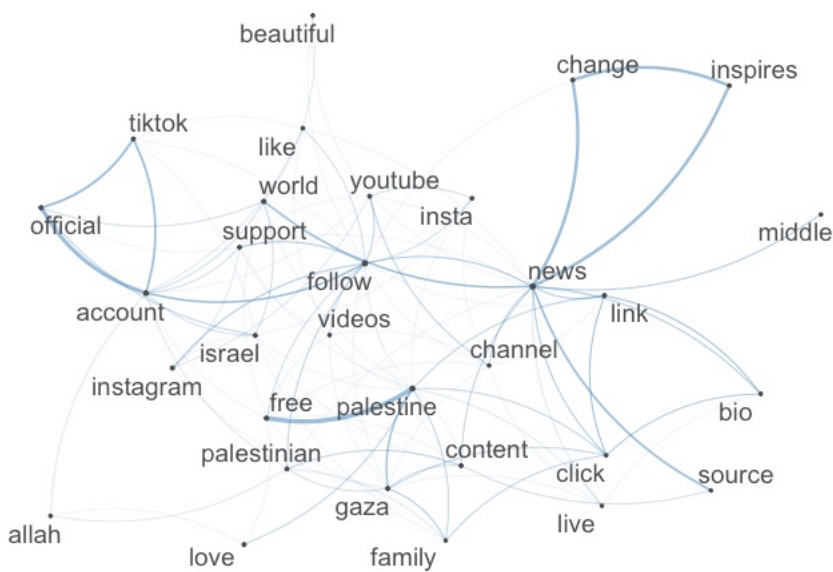 beautiful
change
inspires
tiktok
like
world
youtube
insta
official
support
middle
follow
news
account
videos
link
israel
channel
instagram
free
palestine
bio
palestinian
content
click
source
gaza
live
allah
love
family